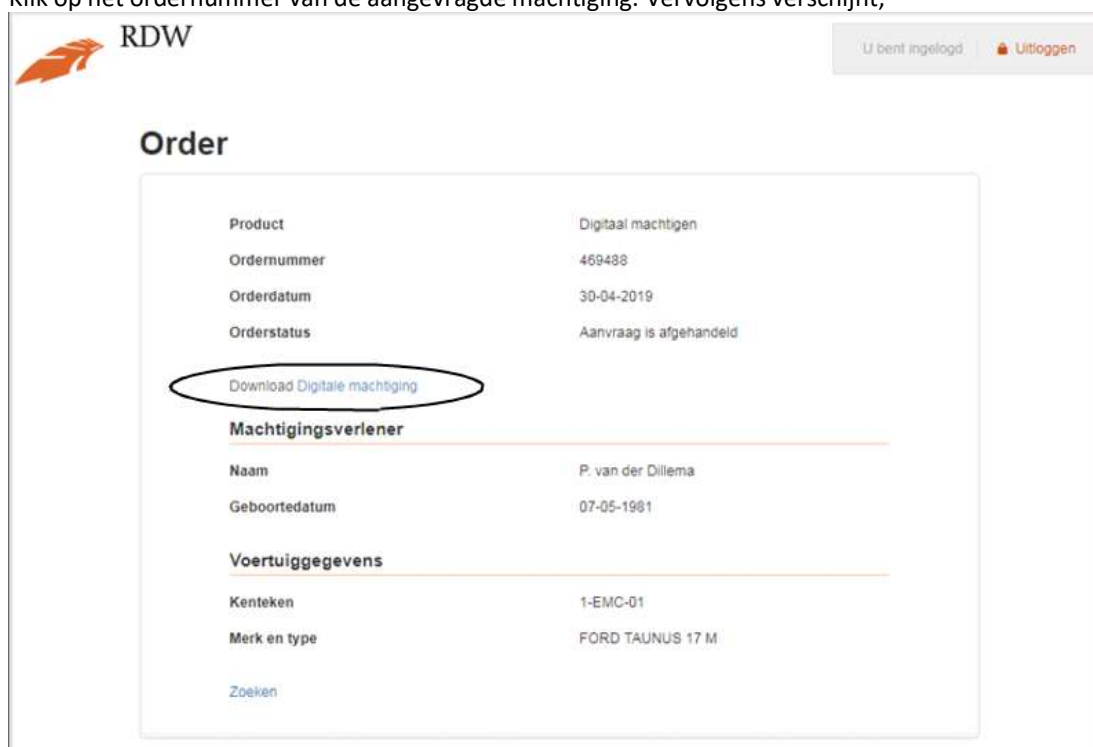 Klik op het ordernummer van de aangevraagde machtiging. Vervolgens verschijnt;
RDW
U bent ingelogd
Uitloggen
Order
Product Digitaal machtigen
Ordernummer 469488
Orderdatum 30-04-2019
Orderstatus Aanvraag is afgehandeld
Download Digitale machtiging
Machtigingsverlener
Naam P. van der Dillema
Geboortedatum 07-05-1981
Voertuiggegevens
Kenteken 1-EMC-01
Merk en type FORD TAUNUS 17 M
Zoeken